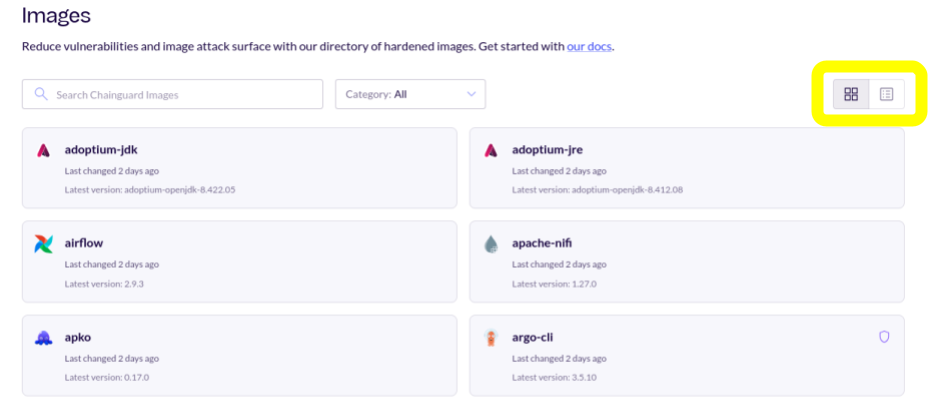 Images
Reduce vulnerabilities and image attack surface with our directory of hardened images. Get started with our docs.
Search Chainguard Images
Category: All
adoptium-jdk
Last changed 2 days ago
Latest version: adoptium-openjdk-8.422.05
adoptium-jre
Last changed 2 days ago
Latest version: adoptium-openjdk-8.412.08
airflow
Last changed 2 days ago
Latest version: 2.9.3
apache-nifi
Last changed 2 days ago
Latest version: 1.27.0
apko
Last changed 2 days ago
Latest version: 0.17.0
argo-cli
Last changed 2 days ago
Latest version: 3.5.10